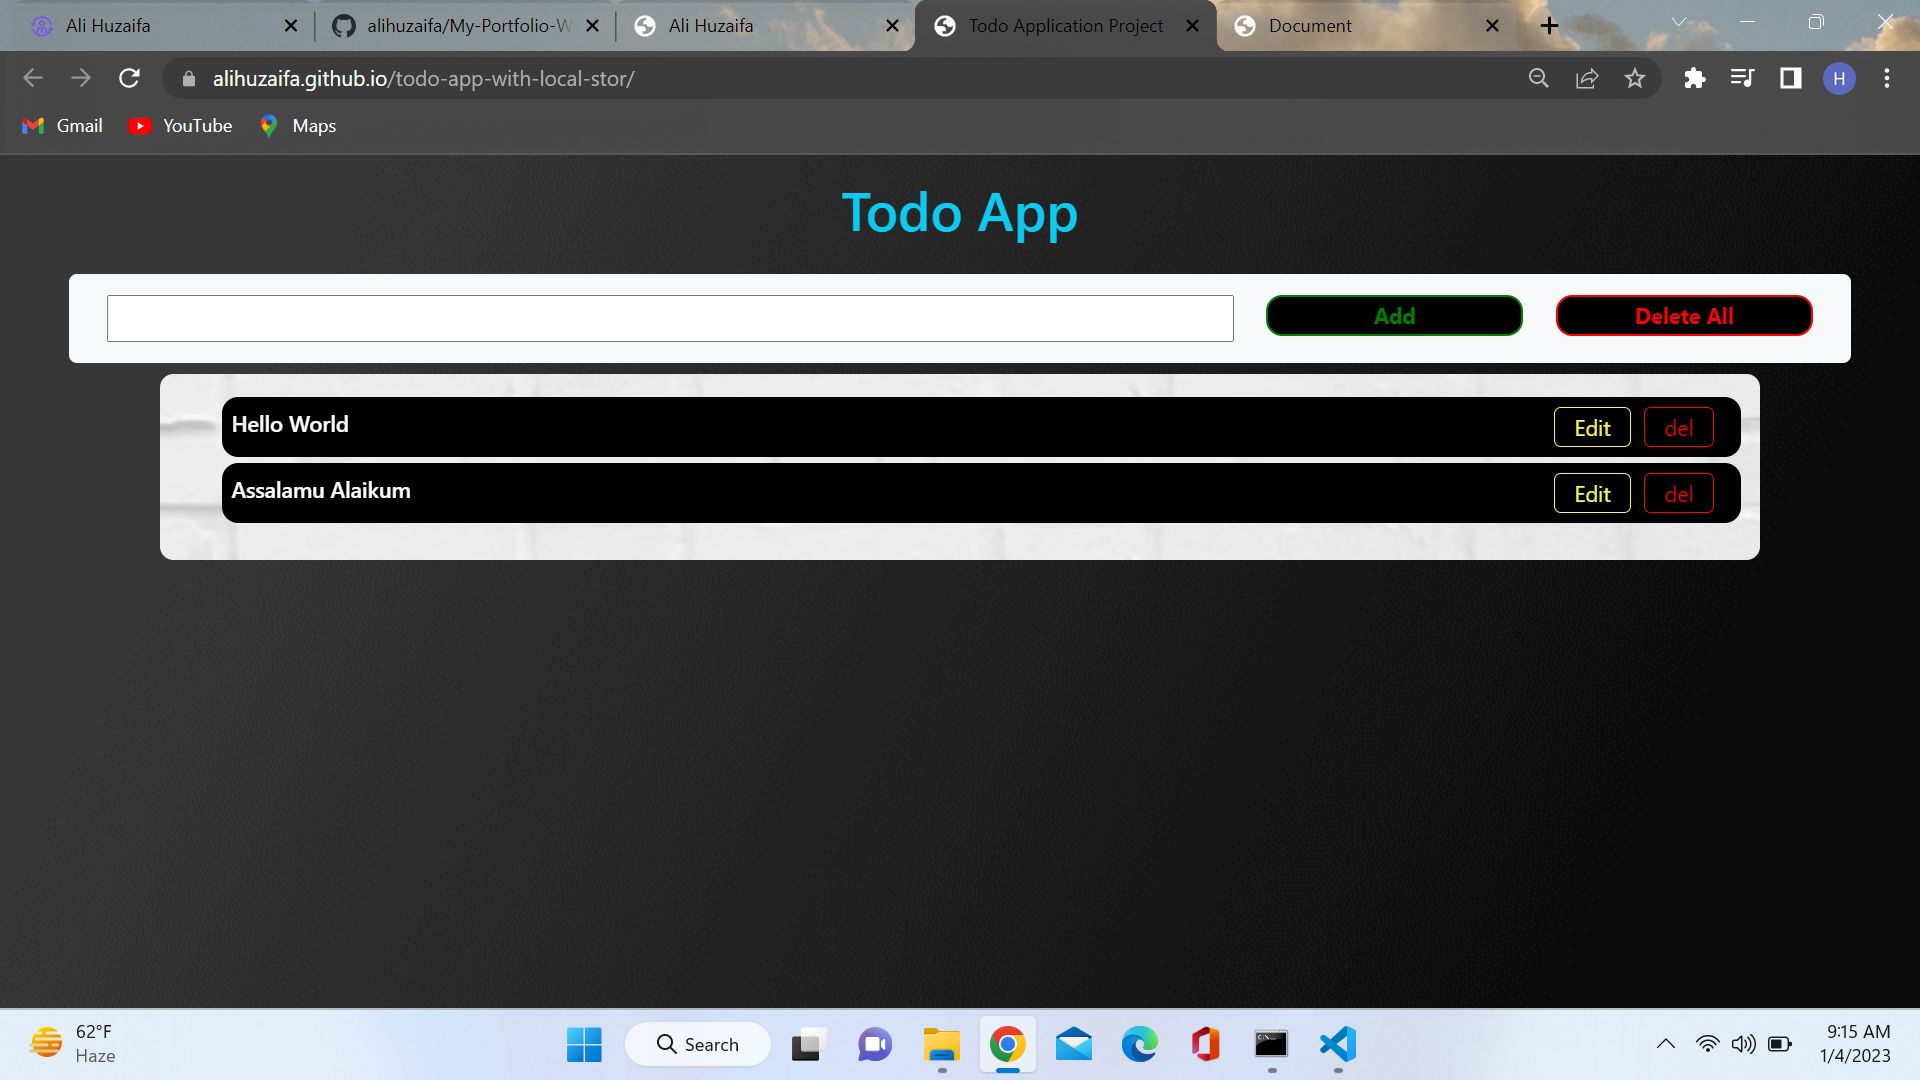 Ali Huzaifa
alihuzaifa/My-Portfolio-W
Ali Huzaifa
Todo Application Project
Document
alihuzaifa.github.io/todo-app-with-local-stor/
H
Gmail
YouTube
Maps
Todo App
Add
Delete All
Hello World
Edit
del
Assalamu Alaikum
Edit
del
62°F
Haze
Search
9:15 AM
1/4/2023